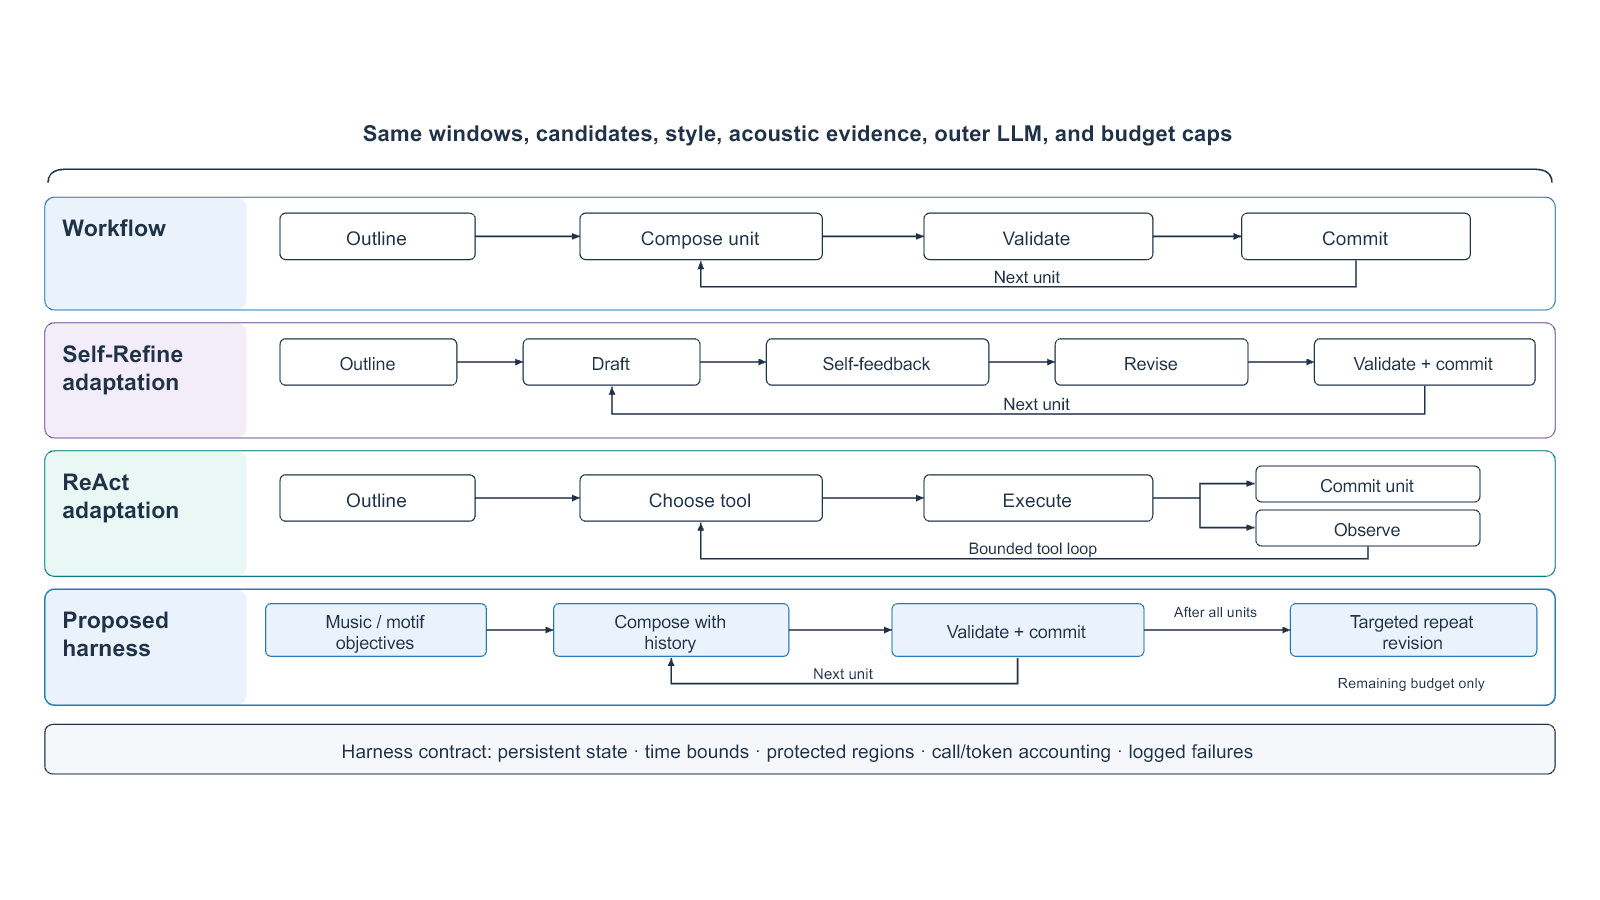 Same windows, candidates, style, acoustic evidence, outer LLM, and budget caps
Workflow
Outline
Compose unit
Validate
Commit
Next unit
Self-Refine
adaptation
Outline
Draft
Self-feedback
Revise
Validate + commit
Next unit
ReAct
adaptation
Outline
Choose tool
Execute
Commit unit
Observe
Bounded tool loop
Proposed
harness
Music / motif
objectives
Compose with
history
Validate + commit
After all units
Targeted repeat
revision
Next unit
Remaining budget only
Harness contract: persistent state · time bounds · protected regions · call/token accounting · logged failures